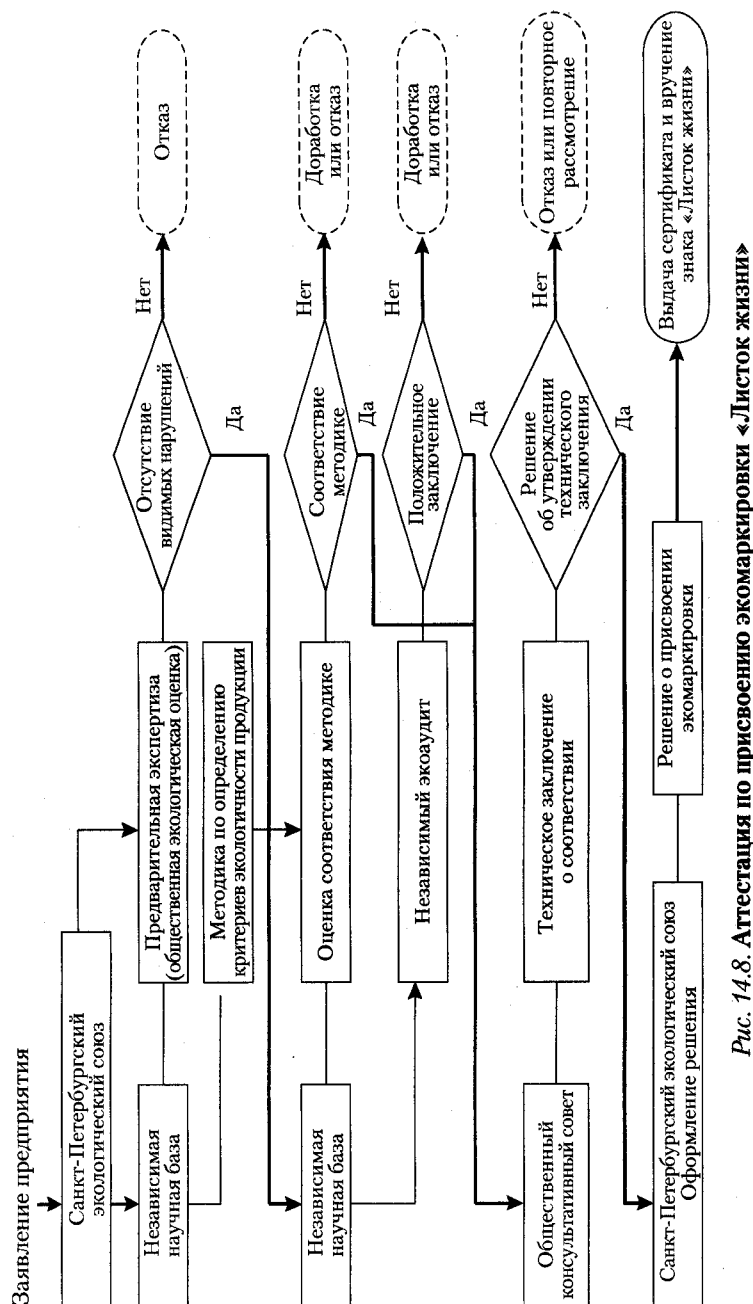 Заявление предприятия
Санкт-Петербургский
экологический союз
Независимая
научная база
Предварительная экспертиза
(общественная экологическая оценка)
Отсутствие
видимых нарушений
Нет
Отказ
Да
Методика по определению
критериев экологичности продукции
Независимая
научная база
Оценка соответствия методике
Соответствие
методике
Нет
Доработка
или отказ
Да
Независимый экоаудит
Положительное
заключение
Нет
Доработка
или отказ
Да
Общественный
консультативный совет
Техническое заключение
о соответствии
Решение
об утверждении
технического
заключения
Нет
Отказ или повторное
рассмотрение
Да
Санкт-Петербургский экологический союз
Оформление решения
Решение о присвоении
экомаркировки
Выдача сертификата и вручение
знака «Листок жизни»
Рис. 14.8. Аттестация по присвоению экомаркировки «Листок жизни»